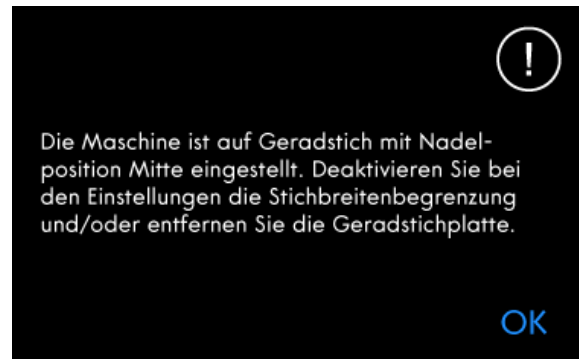 !
Die Maschine ist auf Geradstich mit Nadel-
position Mitte eingestellt. Deaktivieren Sie bei
den Einstellungen die Stichbreitenbegrenzung
und/oder entfernen Sie die Geradstichplatte.
OK